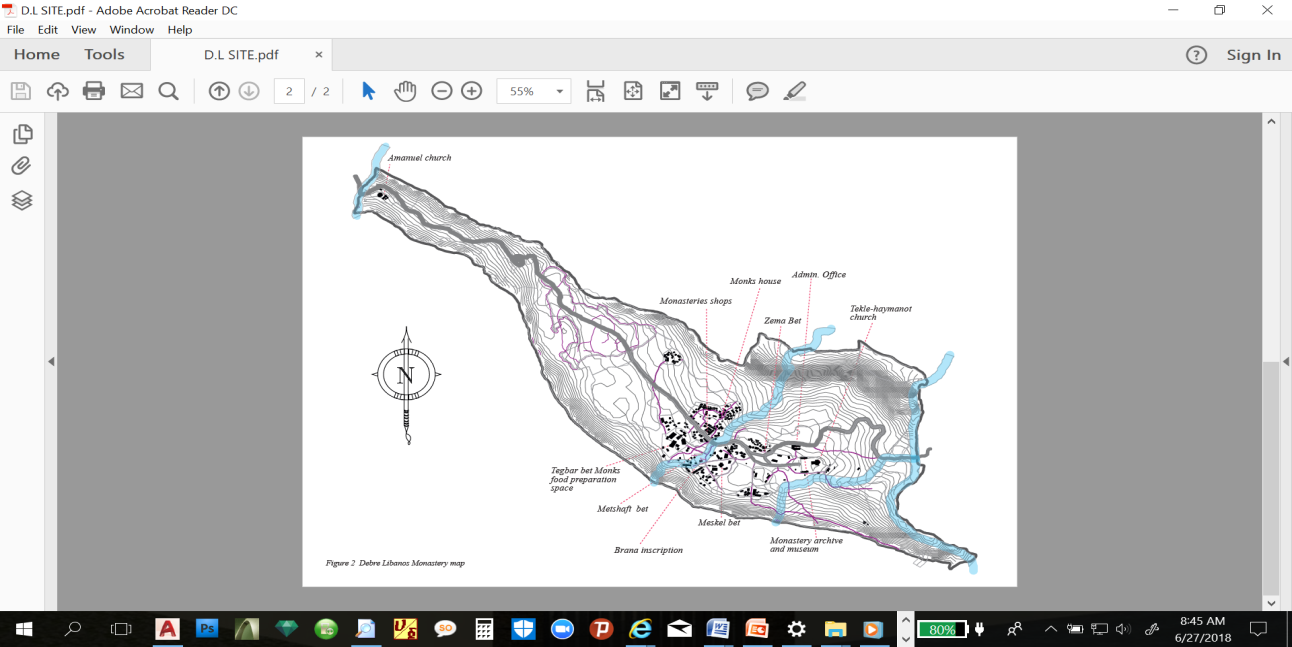 D.L SITE.pdf - Adobe Acrobat Reader DC
File Edit View Window Help
Home Tools D.L SITE.pdf × ? Sign In
2 / 2 55%
Amanuel church
Admin. Office
Monks house
Monasteries shops
Tekle-haymanot
church
Zema Bet
N
Tegbar bet Monks
food preparation
space
Metshaft bet
Meskel bet
Monastery archive
and museum
Brana inscription
Figure 2 Debre Libanos Monastery map
80%
8:45 AM
6/27/2018